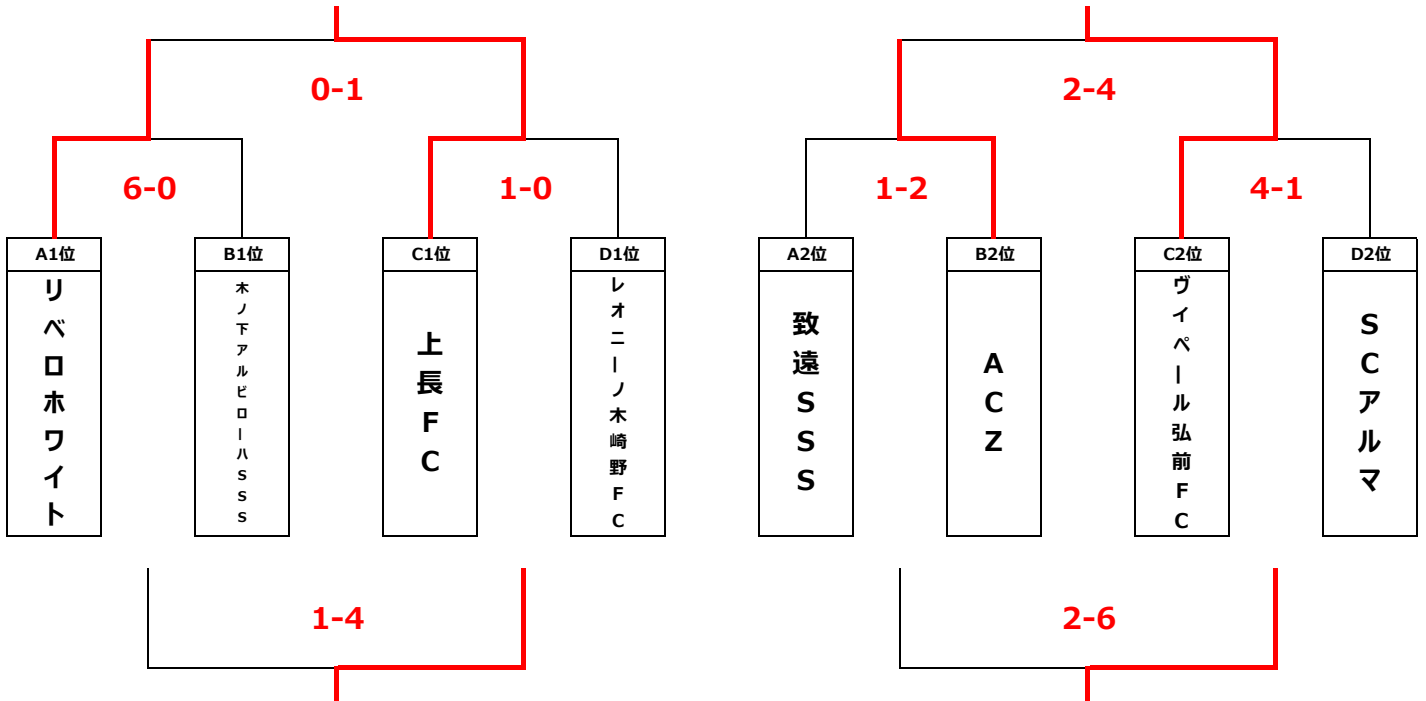 0-1
2-4
6-0
1-0
1-2
4-1
A1位
B1位
C1位
D1位
A2位
B2位
C2位
D2位
リベロホワイト
木ノ下アルビローハSSS
上長FC
レオニーノ木崎野FC
致遠SSS
ACZ
ヴィペール弘前FC
SCアルマ
1-4
2-6